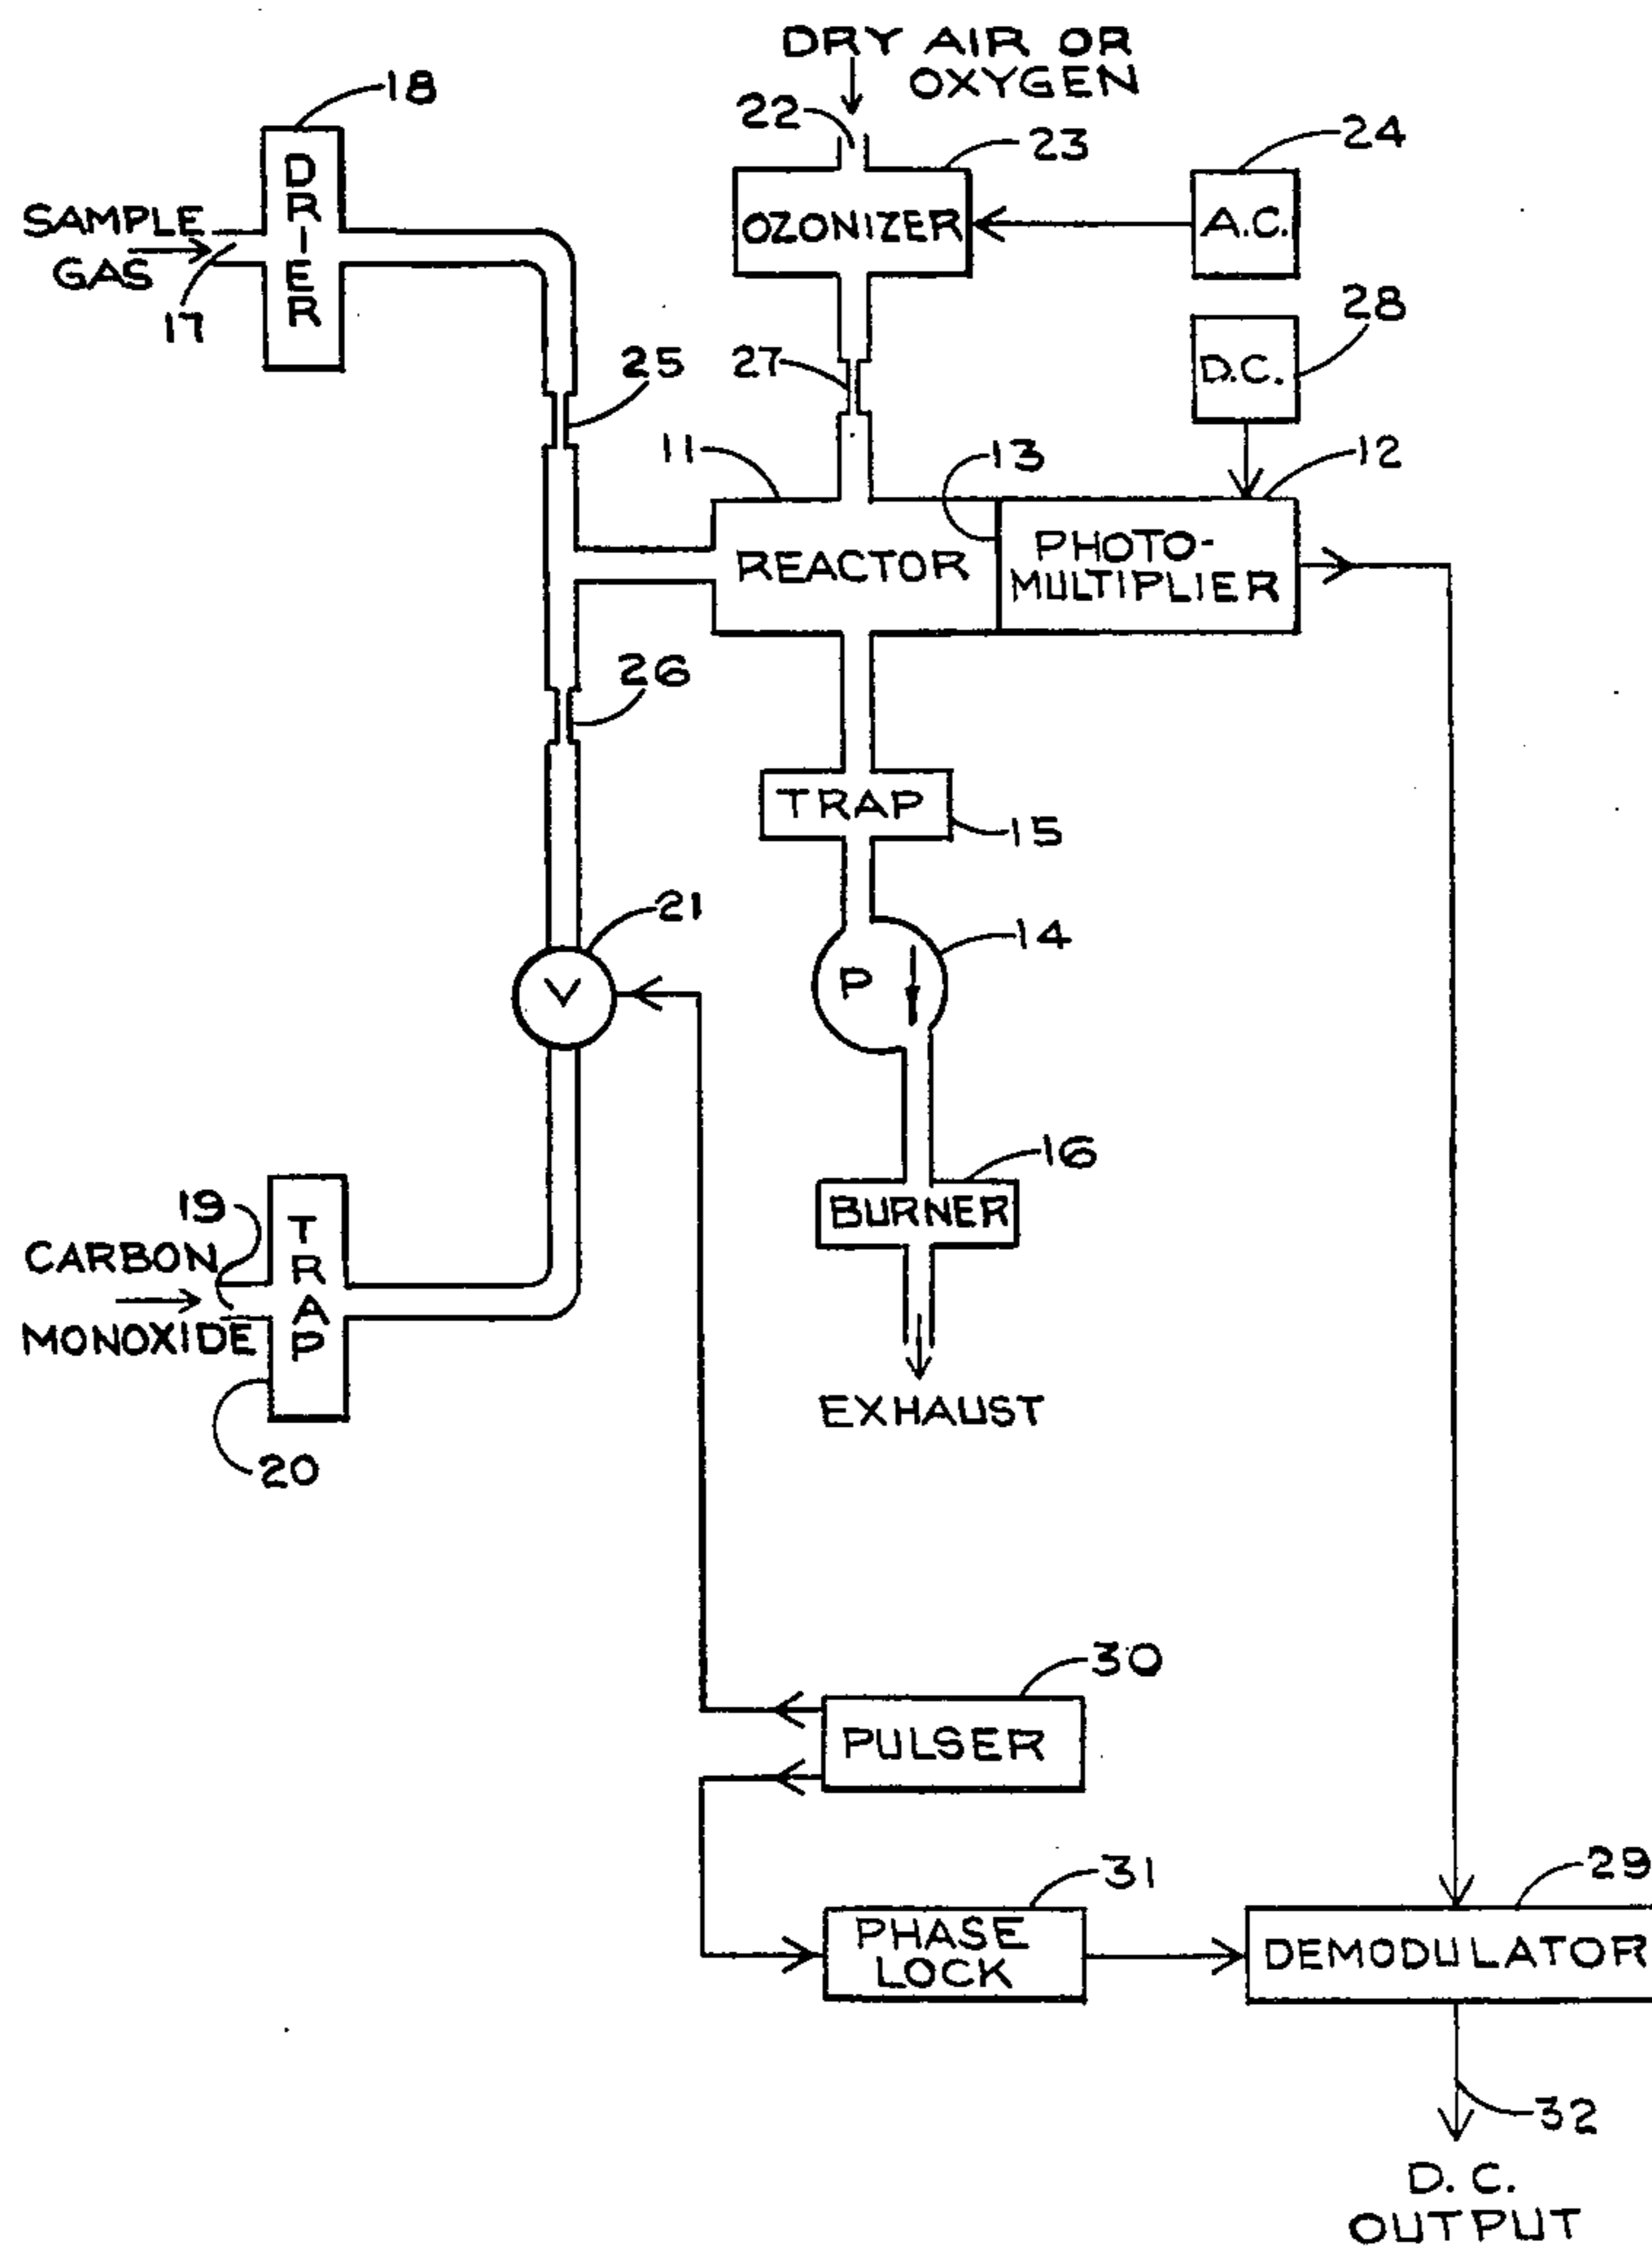 DRY AIR OR
OXYGEN
18
22
23
24
DRIER
SAMPLE
GAS
17
OZONIZER
A.C.
28
25
27
D.C.
11
13
12
REACTOR
PHOTO-
MULTIPLIER
26
TRAP
15
21
14
P
V
16
19
BURNER
CARBON
MONOXIDE
TRAP
EXHAUST
20
30
PULSER
31
29
PHASE
LOCK
DEMODULATOR
32
D.C.
OUTPUT